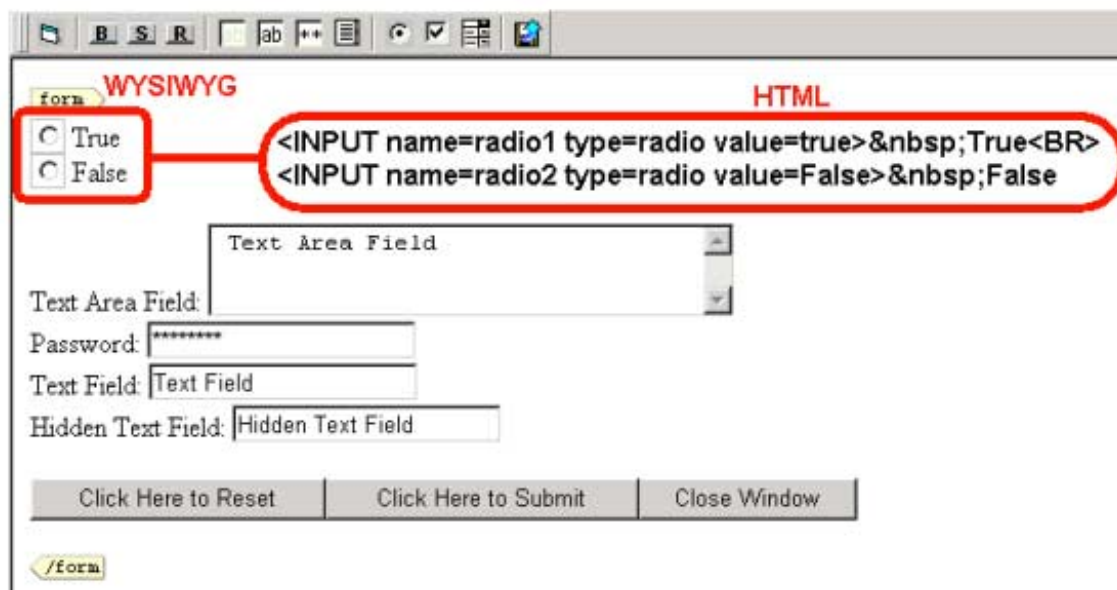 B S R ab **
form WYSIWYG HTML
True
False
<INPUT name=radio1 type=radio value=true>&nbsp;True<BR>
<INPUT name=radio2 type=radio value=False>&nbsp;False
Text Area Field: Text Area Field
Password: ********
Text Field: Text Field
Hidden Text Field: Hidden Text Field
Click Here to Reset Click Here to Submit Close Window
/form